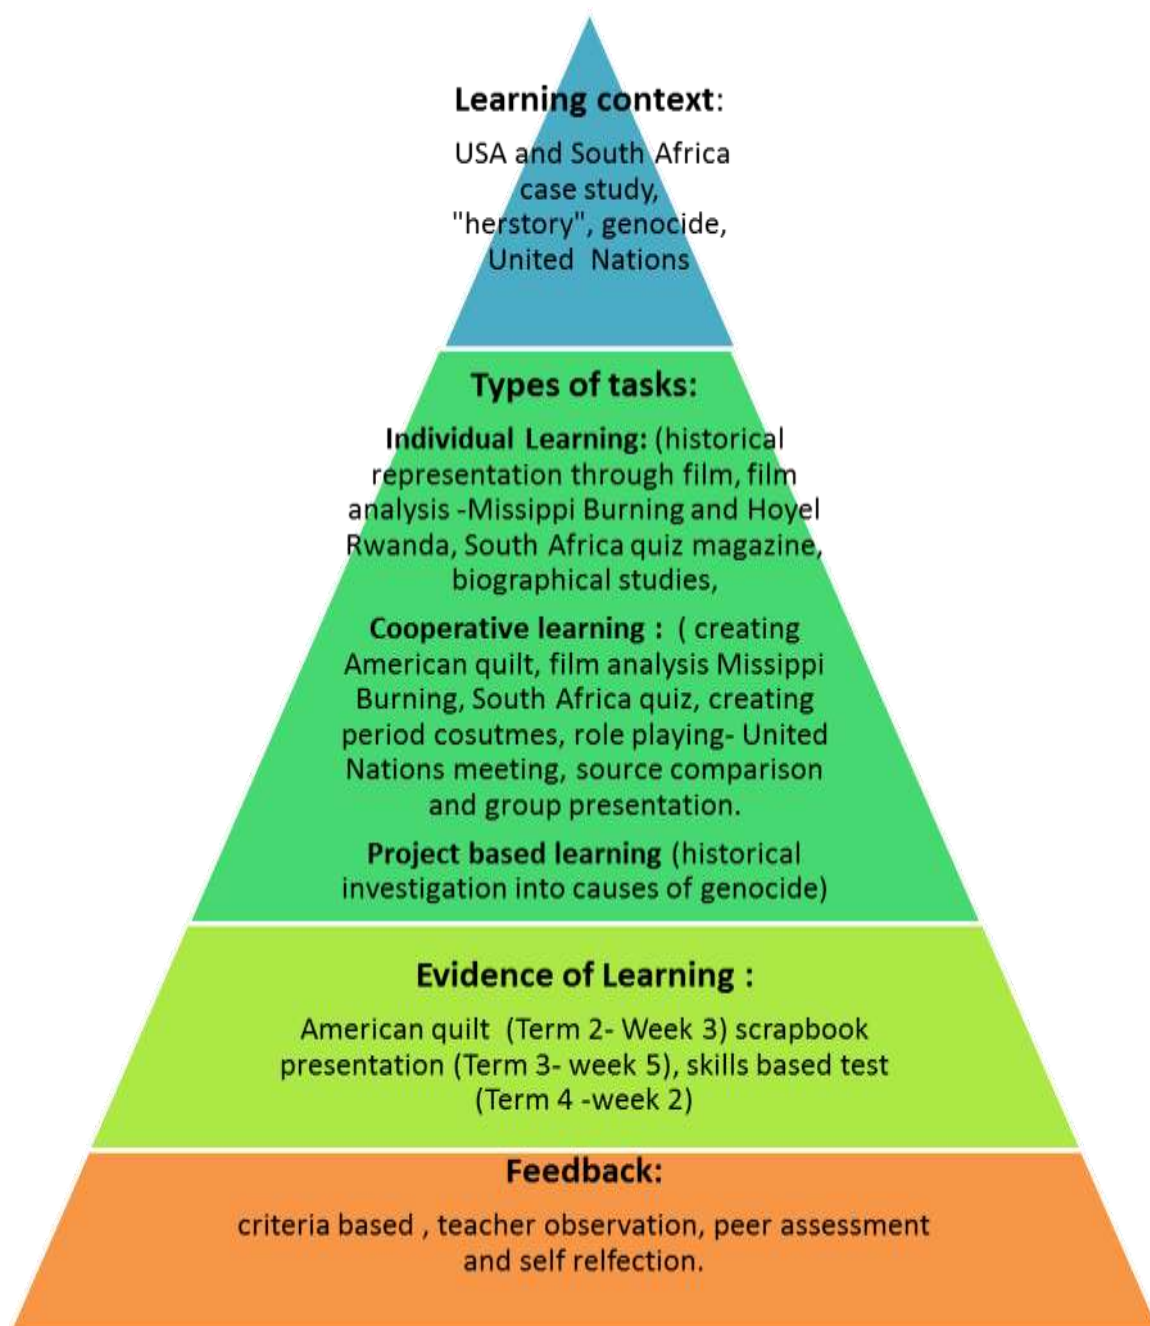 Learning context:
USA and South Africa
case study,
"herstory", genocide,
United Nations
Types of tasks:
Individual Learning: (historical
representation through film, film
analysis -Missippi Burning and Hoyel
Rwanda, South Africa quiz magazine,
biographical studies,
Cooperative learning : ( creating
American quilt, film analysis Missippi
Burning, South Africa quiz, creating
period cosutmes, role playing- United
Nations meeting, source comparison
and group presentation.
Project based learning (historical
investigation into causes of genocide)
Evidence of Learning :
American quilt (Term 2- Week 3) scrapbook
presentation (Term 3- week 5), skills based test
(Term 4 -week 2)
Feedback:
criteria based , teacher observation, peer assessment
and self relfection.